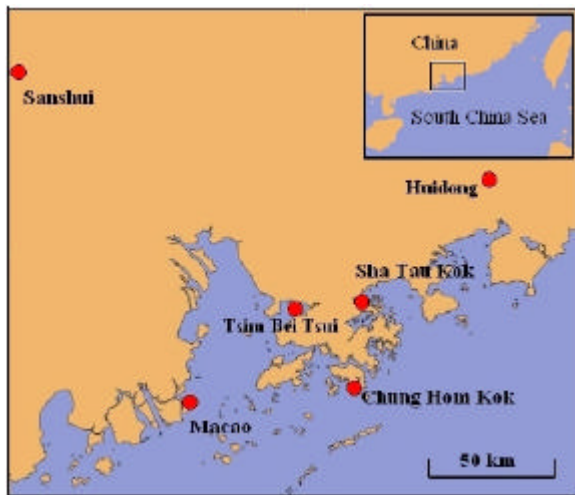 China
Sanshui
South China Sea
Huidong
Sha Tau Kok
Tsim Bei Tsui
Chung Hom Kok
Macao
50 km